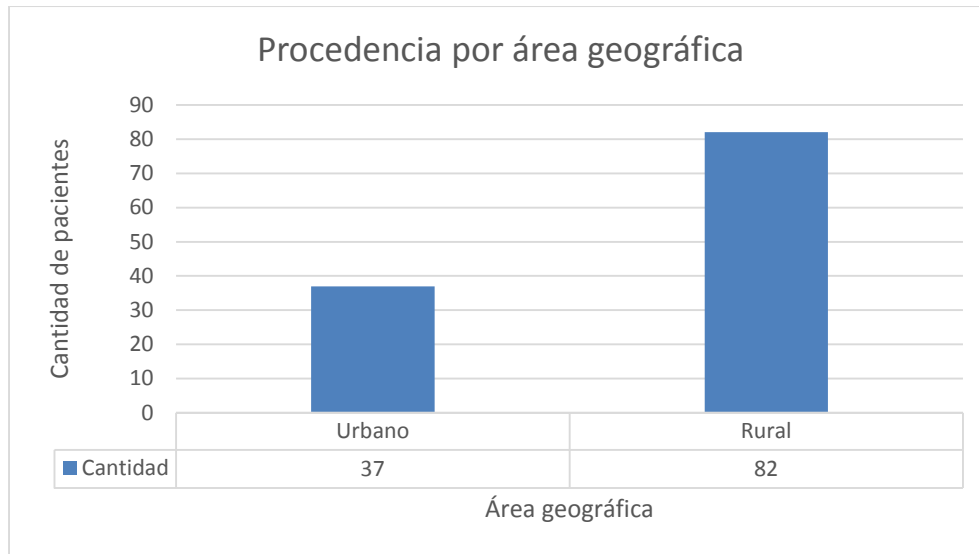 Procedencia por área geográfica
Cantidad de pacientes
90
80
70
60
50
40
30
20
10
0
Urbano Rural
Cantidad 37 82
Área geográfica